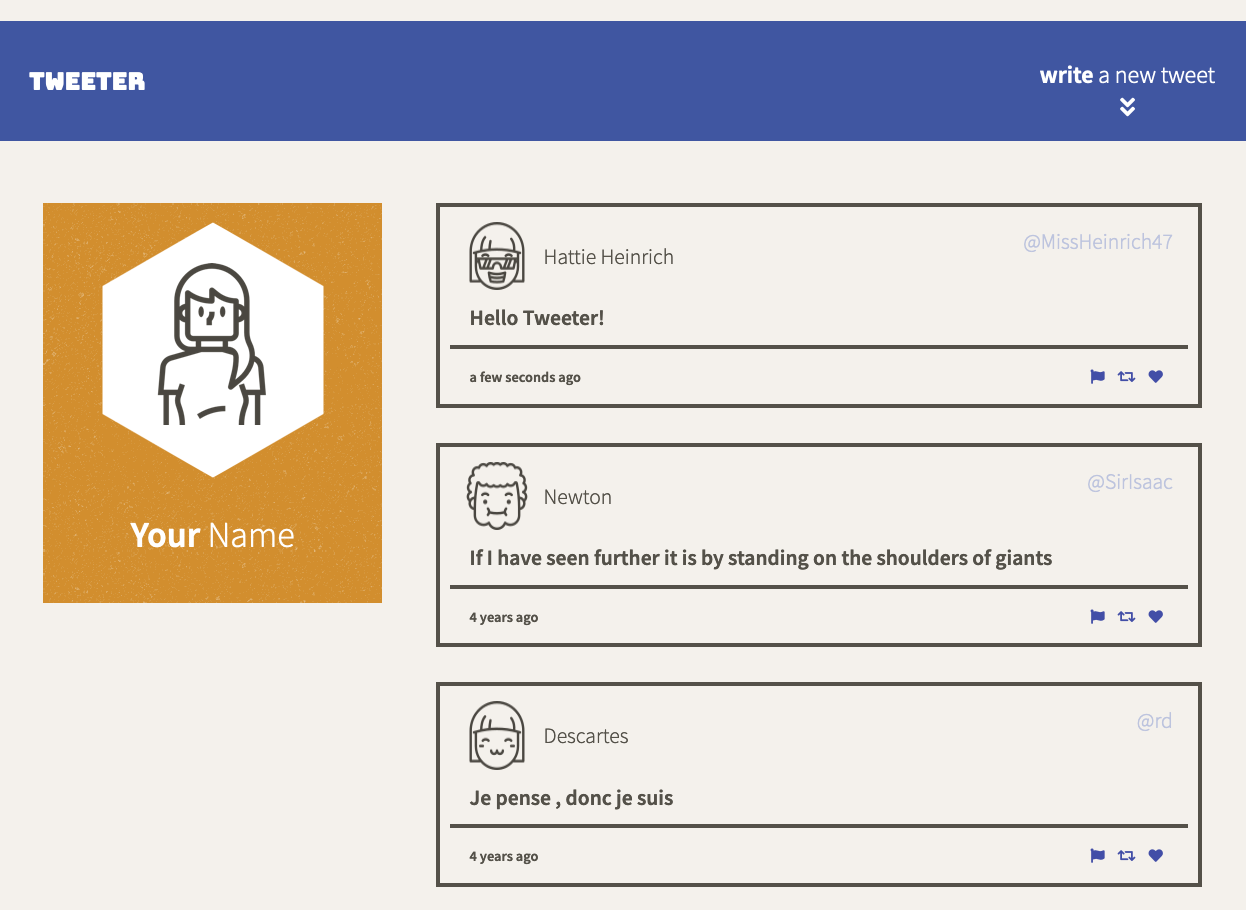 TWEETER
write a new tweet
Your Name
Hattie Heinrich
@MissHeinrich47
Hello Tweeter!
a few seconds ago
Newton
@SirIsaac
If I have seen further it is by standing on the shoulders of giants
4 years ago
Descartes
@rd
Je pense , donc je suis
4 years ago